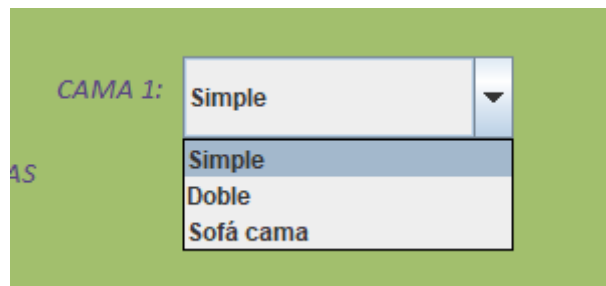 CAMA 1: Simple
Simple
AS
Doble
Sofá cama